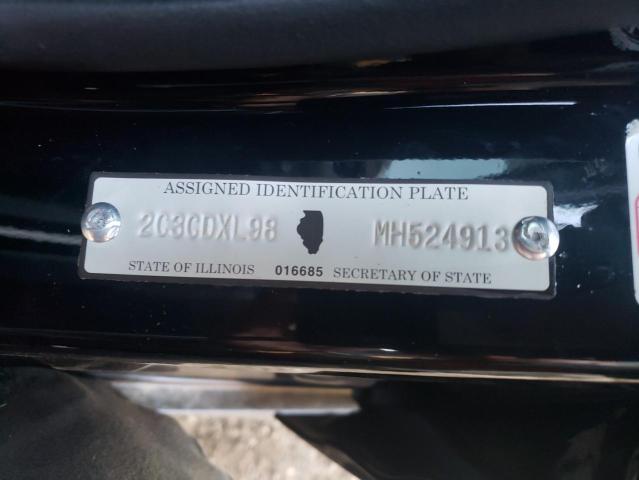 ASSIGNED IDENTIFICATION PLATE
2C3CDXL98 MH524913
STATE OF ILLINOIS 016685 SECRETARY OF STATE